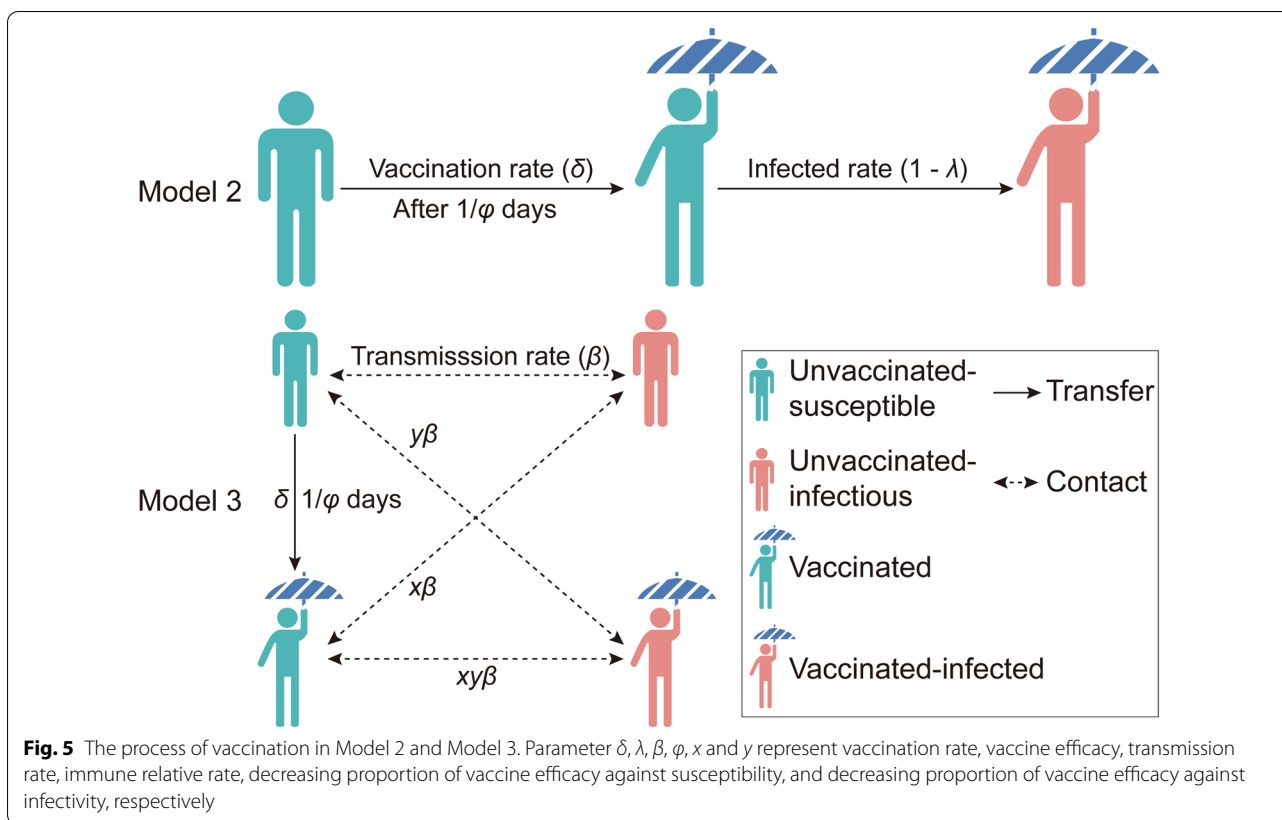 Model 2
Vaccination rate (δ)
After 1/φ days
Infected rate (1 - λ)
Model 3
Transmisssion rate (β)
yβ
δ 1/φ days
xβ
xyβ
Unvaccinated-
susceptible
Transfer
Unvaccinated-
infectious
Contact
Vaccinated
Vaccinated-infected
Fig. 5 The process of vaccination in Model 2 and Model 3. Parameter δ, λ, β, φ, x and y represent vaccination rate, vaccine efficacy, transmission
rate, immune relative rate, decreasing proportion of vaccine efficacy against susceptibility, and decreasing proportion of vaccine efficacy against
infectivity, respectively